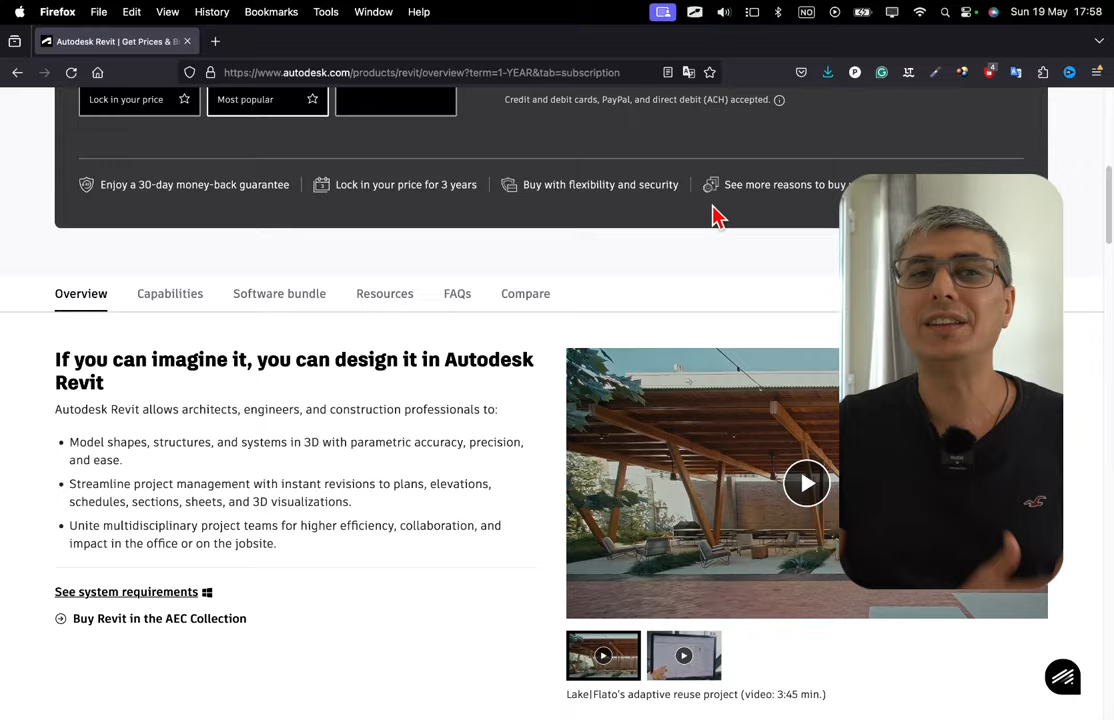 Firefox File Edit View History Bookmarks Tools Window Help NO Sun 19 May 17:58
Autodesk Revit | Get Prices & B
https://www.autodesk.com/products/revit/overview?term=1-YEAR&tab=subscription
4
Lock in your price Most popular Credit and debit cards, PayPal, and direct debit (ACH) accepted.
Enjoy a 30-day money-back guarantee Lock in your price for 3 years Buy with flexibility and security See more reasons to buy
Overview Capabilities Software bundle Resources FAQs Compare
If you can imagine it, you can design it in Autodesk
Revit
Autodesk Revit allows architects, engineers, and construction professionals to:
• Model shapes, structures, and systems in 3D with parametric accuracy, precision,
and ease.
• Streamline project management with instant revisions to plans, elevations,
schedules, sections, sheets, and 3D visualizations.
• Unite multidisciplinary project teams for higher efficiency, collaboration, and
impact in the office or on the jobsite.
See system requirements
Buy Revit in the AEC Collection
Lake|Flato's adaptive reuse project (video: 3:45 min.)